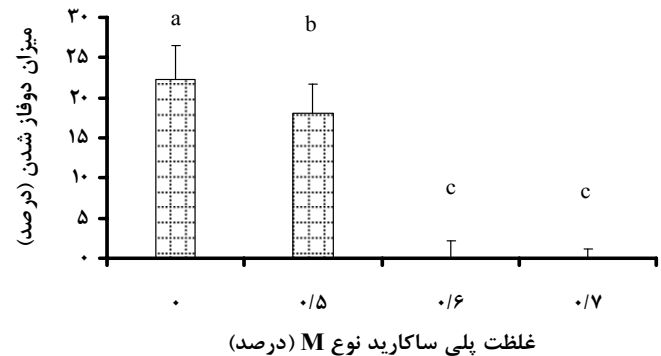 میزان دوفاز شدن (درصد)
۳۰
۲۵
۲۰
۱۵
۱۰
۵
۰
a
b
c
c
۰
۰/۵
۰/۶
۰/۷
غلظت پلی ساکارید نوع M (درصد)